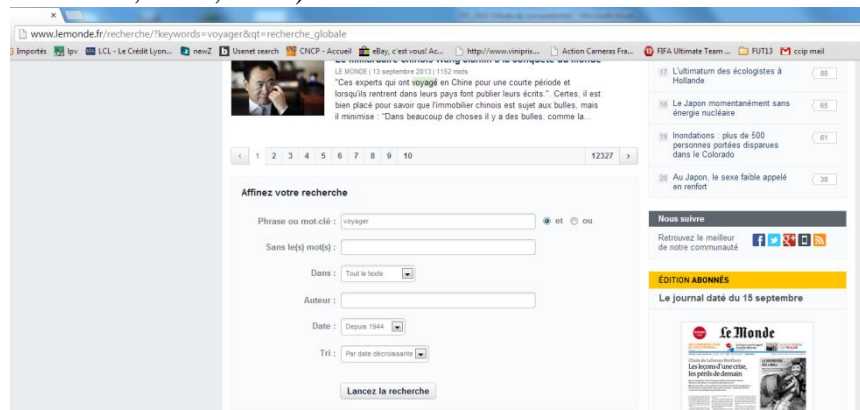 www.lemonde.fr/recherche/?keywords=voyager&qt=recherche_globale
Importés lpv LCL - Le Crédit Lyon... newZ Usenet search CNCP - Accueil eBay, c'est vous! Ac... http://www.viniprix... Action Cameras Fra... FIFA Ultimate Team ... FUT13 ccip mail
Le milliardaire chinois Wang Jianlin à la conquête du monde
LE MONDE | 13 septembre 2013 | 1152 mots
"Ces experts qui ont voyagé en Chine pour une courte période et
lorsqu'ils rentrent dans leurs pays font publier leurs écrits.". Certes, il est
bien placé pour savoir que l'immobilier chinois est sujet aux bulles, mais
il minimise : "Dans beaucoup de choses il y a des bulles, comme la...
< 1 2 3 4 5 6 7 8 9 10 12327 >
Affinez votre recherche
Phrase ou mot-clé : voyager et ou
Sans le(s) mot(s) :
Dans : Tout le texte
Auteur :
Date : Depuis 1944
Tri : Par date décroissante
Lancez la recherche
17 L'ultimatum des écologistes à 85
Hollande
18 Le Japon momentanément sans 65
énergie nucléaire
19 Inondations : plus de 500 61
personnes portées disparues
dans le Colorado
20 Au Japon, le sexe faible appelé 38
en renfort
Nous suivre
Retrouvez le meilleur
de notre communauté
ÉDITION ABONNÉS
Le journal daté du 15 septembre
Le Monde
Les leçons d'une crise,
les périls de demain